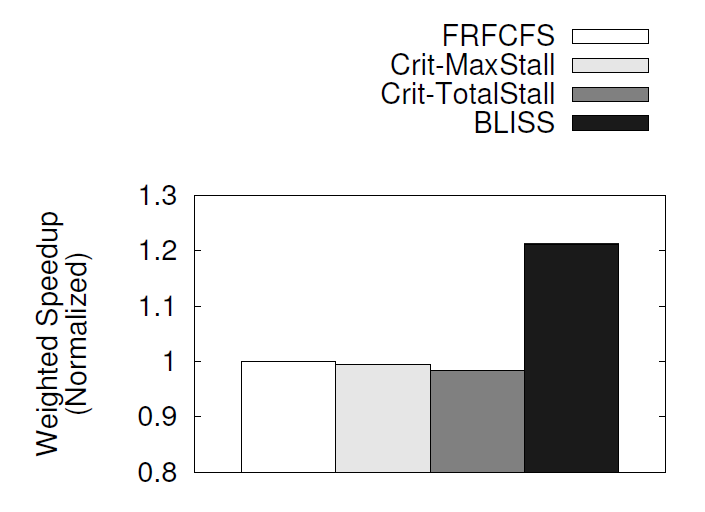 FRFCFS
Crit-MaxStall
Crit-TotalStall
BLISS
Weighted Speedup
(Normalized)
1.3
1.2
1.1
1
0.9
0.8